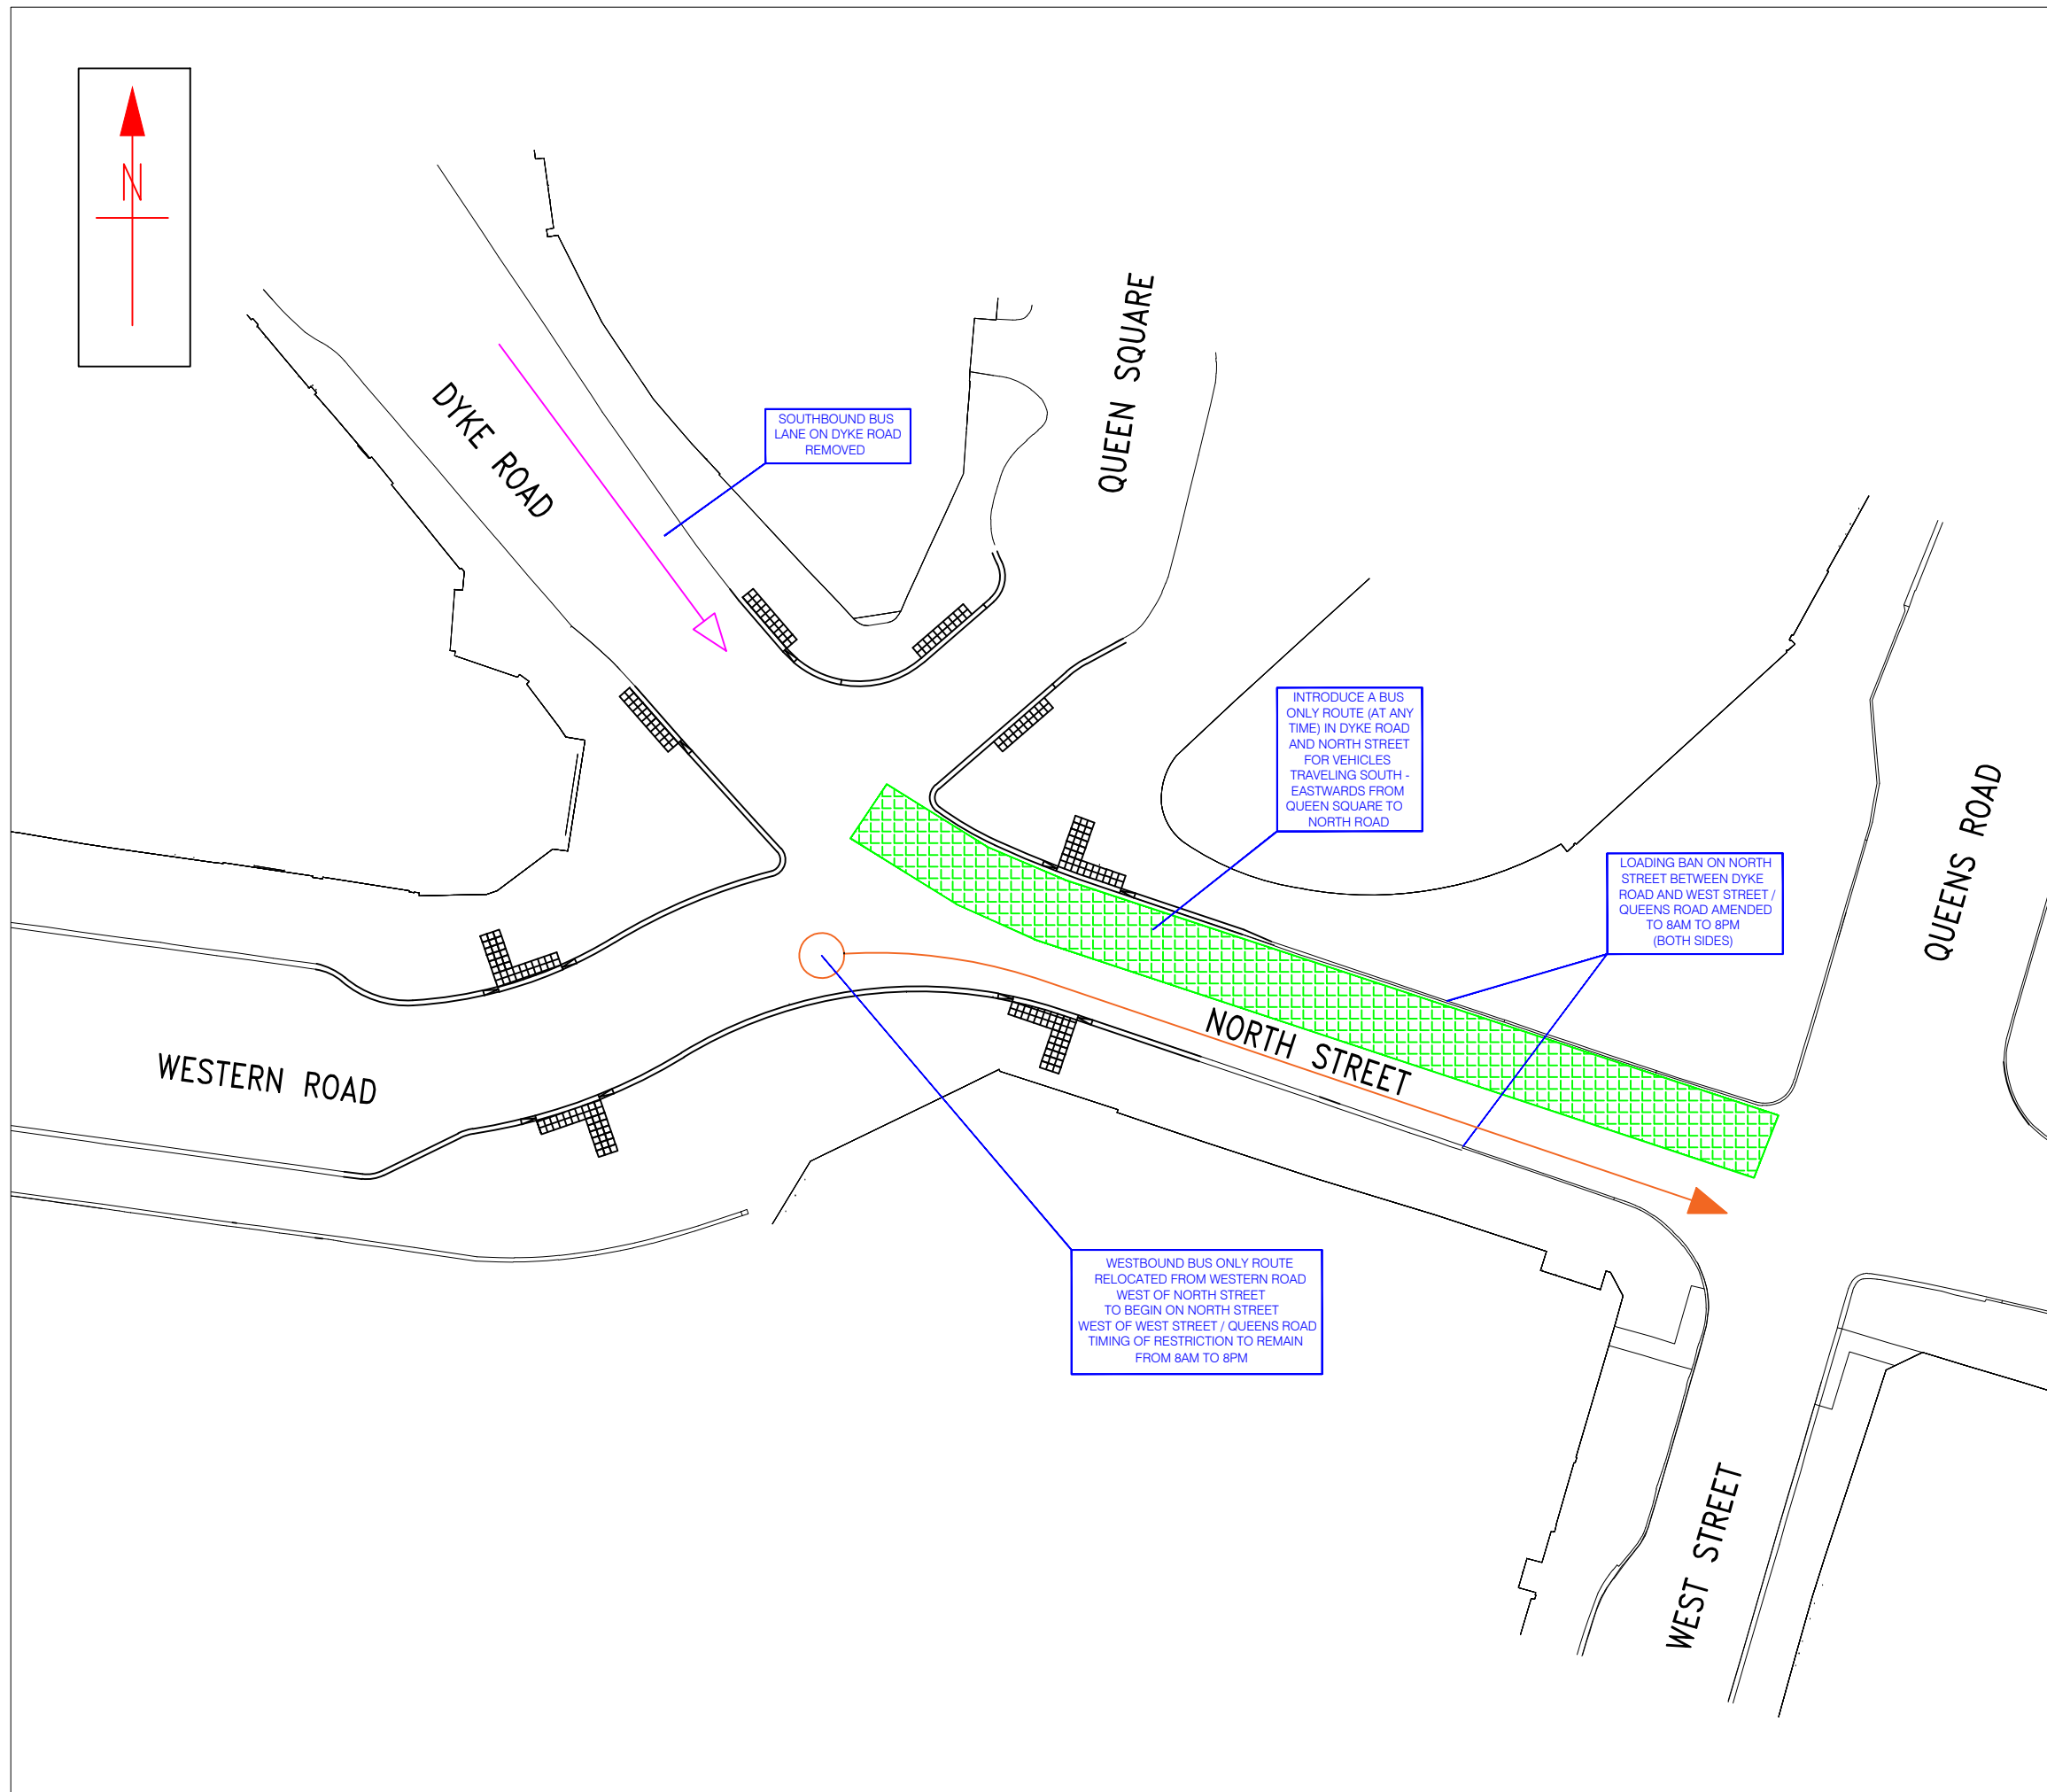 N
DYKE ROAD
QUEEN SQUARE
SOUTHBOUND BUS
LANE ON DYKE ROAD
REMOVED
INTRODUCE A BUS
ONLY ROUTE (AT ANY
TIME) IN DYKE ROAD
AND NORTH STREET
FOR VEHICLES
TRAVELING SOUTH -
EASTWARDS FROM
QUEEN SQUARE TO
NORTH ROAD
QUEENS ROAD
LOADING BAN ON NORTH
STREET BETWEEN DYKE
ROAD AND WEST STREET /
QUEENS ROAD AMENDED
TO 8AM TO 8PM
(BOTH SIDES)
WESTERN ROAD
NORTH STREET
WESTBOUND BUS ONLY ROUTE
RELOCATED FROM WESTERN ROAD
WEST OF NORTH STREET
TO BEGIN ON NORTH STREET
WEST OF WEST STREET / QUEENS ROAD
TIMING OF RESTRICTION TO REMAIN
FROM 8AM TO 8PM
WEST STREET